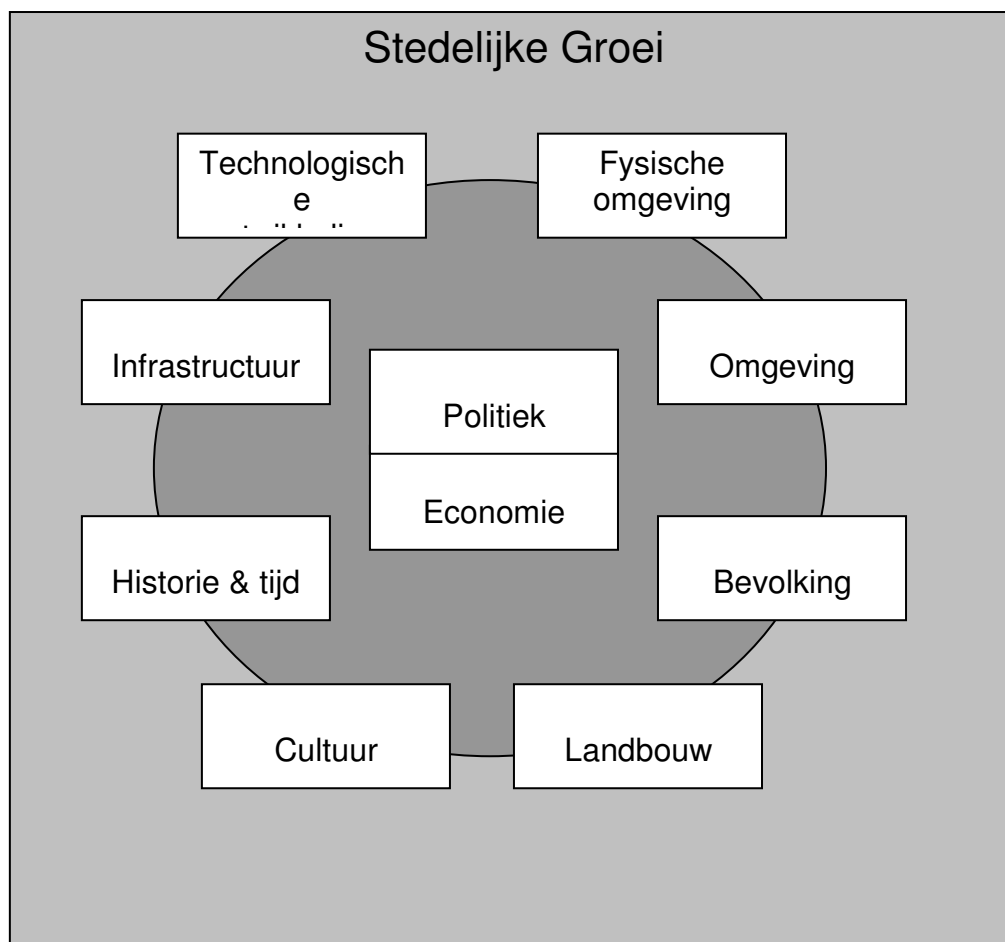 Stedelijke Groei
Technologisch
e
Fysische
omgeving
Infrastructuur
Omgeving
Politiek
Economie
Historie & tijd
Bevolking
Cultuur
Landbouw